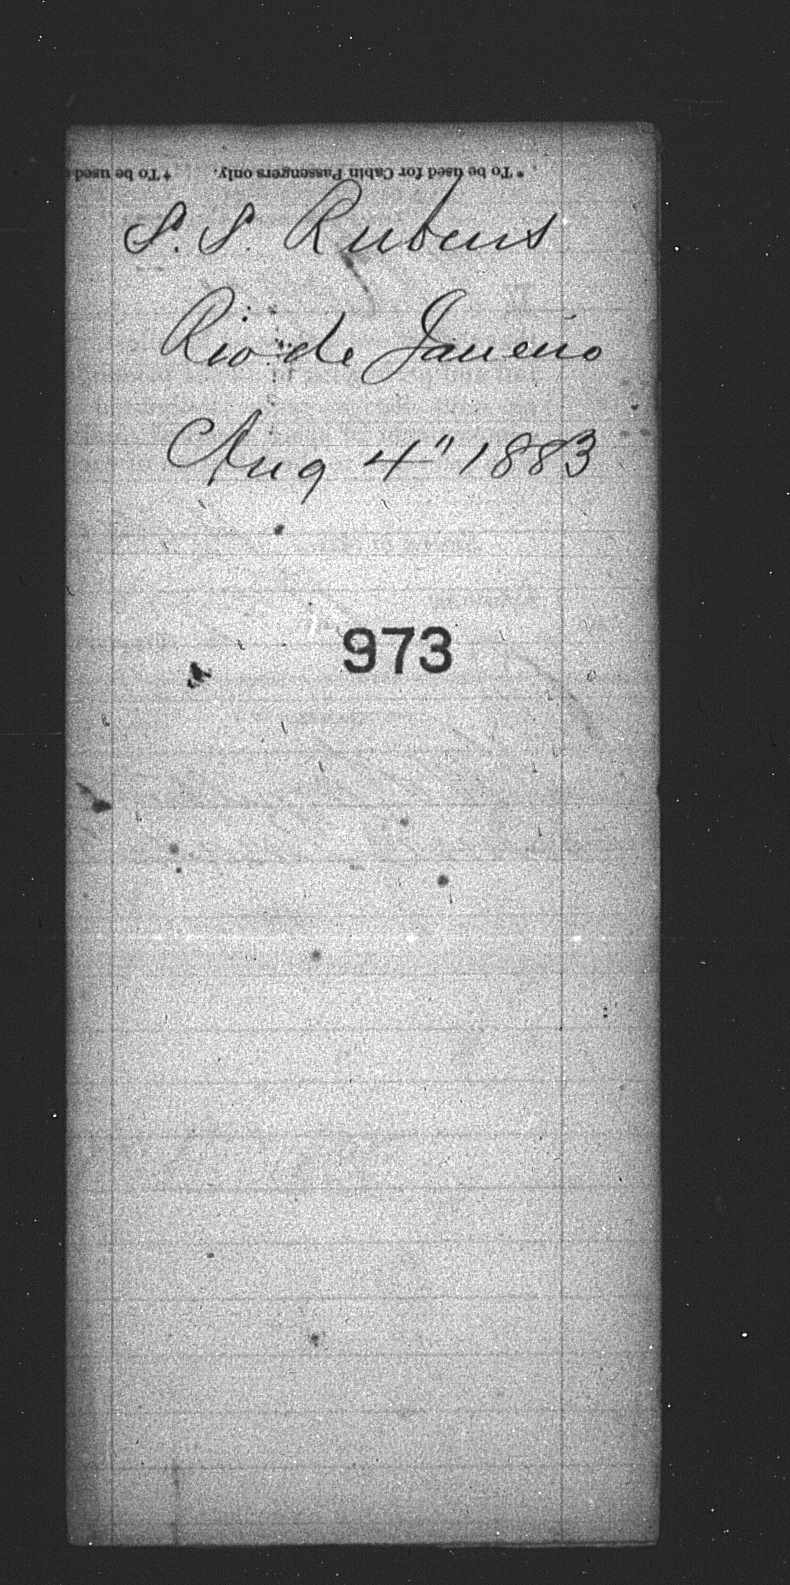 * To be used for Cabin Passengers only. † To be used
S. S. Rubens
Rio de Janeiro
Aug 4" 1883
973